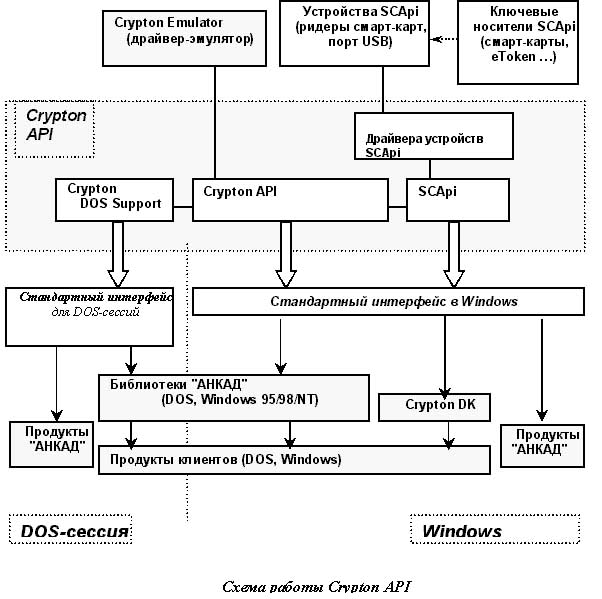 Crypton Emulator
(драйвер-эмулятор)
Устройства SCApi
(ридеры смарт-карт,
порт USB)
Ключевые
носители SCApi
(смарт-карты,
eToken ...)
Crypton
API
Драйвера устройств
SCApi
Crypton
DOS Support
Crypton API
SCApi
Стандартный интерфейс
для DOS-сессий
Стандартный интерфейс в Windows
Библиотеки "АНКАД"
(DOS, Windows 95/98/NT)
Crypton DK
Продукты
"АНКАД"
Продукты клиентов (DOS, Windows)
Продукты
"АНКАД"
DOS-сессия
Windows
Схема работы Crypton API